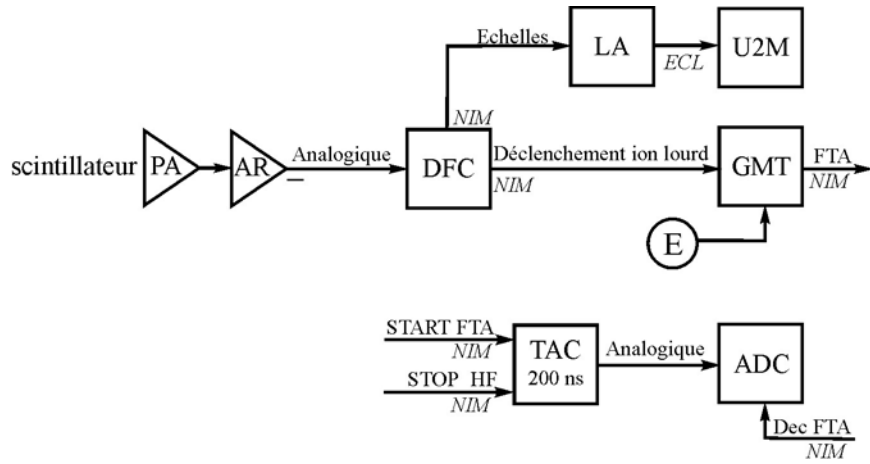 Echelles
LA
ECL
U2M
NIM
scintillateur
PA
AR
Analogique
DFC
Déclenchement ion lourd
NIM
GMT
FTA
NIM
E
START FTA
NIM
STOP HF
NIM
TAC
200 ns
Analogique
ADC
Dec FTA
NIM